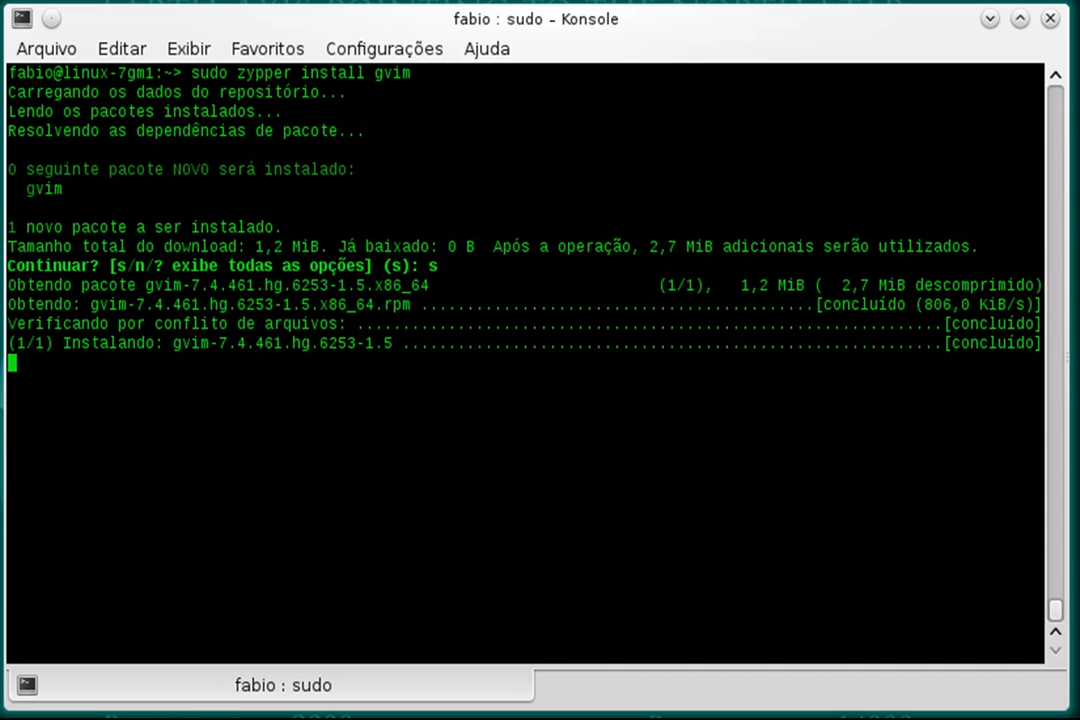 fabio : sudo – Konsole
Arquivo Editar Exibir Favoritos Configurações Ajuda
fabio@linux-7gm1:~> sudo zypper install gvim
Carregando os dados do repositório...
Lendo os pacotes instalados...
Resolvendo as dependências de pacote...
O seguinte pacote NOVO será instalado:
gvim
1 novo pacote a ser instalado.
Tamanho total do download: 1,2 MiB. Já baixado: 0 B  Após a operação, 2,7 MiB adicionais serão utilizados.
Continuar? [s/n/? exibe todas as opções] (s): s
Obtendo pacote gvim-7.4.461.hg.6253-1.5.x86_64 (1/1),   1,2 MiB (  2,7 MiB descomprimido)
Obtendo: gvim-7.4.461.hg.6253-1.5.x86_64.rpm ...........................................[concluído (806,0 KiB/s)]
Verificando por conflito de arquivos: ................................................................[concluído]
(1/1) Instalando: gvim-7.4.461.hg.6253-1.5 ...........................................................[concluído]
fabio : sudo